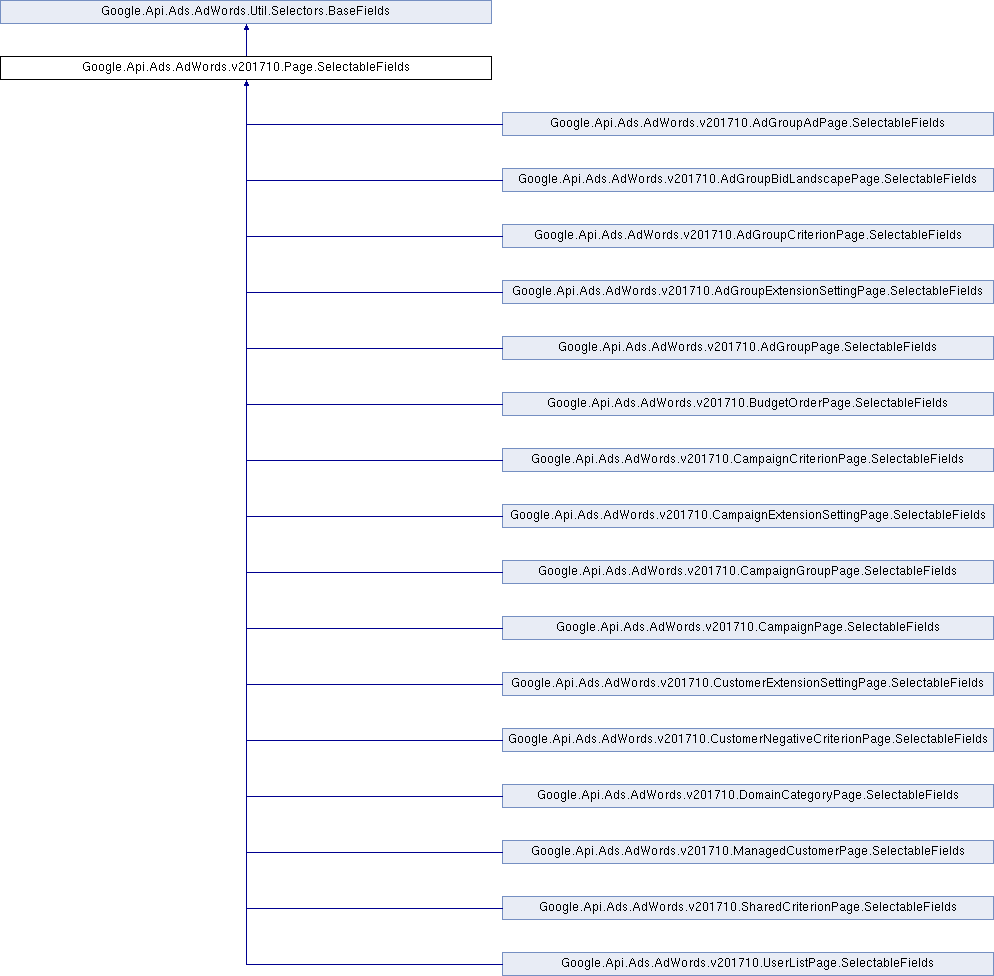 Google.Api.Ads.AdWords.Util.Selectors.BaseFields
Google.Api.Ads.AdWords.v201710.Page.SelectableFields
Google.Api.Ads.AdWords.v201710.AdGroupAdPage.SelectableFields
Google.Api.Ads.AdWords.v201710.AdGroupBidLandscapePage.SelectableFields
Google.Api.Ads.AdWords.v201710.AdGroupCriterionPage.SelectableFields
Google.Api.Ads.AdWords.v201710.AdGroupExtensionSettingPage.SelectableFields
Google.Api.Ads.AdWords.v201710.AdGroupPage.SelectableFields
Google.Api.Ads.AdWords.v201710.BudgetOrderPage.SelectableFields
Google.Api.Ads.AdWords.v201710.CampaignCriterionPage.SelectableFields
Google.Api.Ads.AdWords.v201710.CampaignExtensionSettingPage.SelectableFields
Google.Api.Ads.AdWords.v201710.CampaignGroupPage.SelectableFields
Google.Api.Ads.AdWords.v201710.CampaignPage.SelectableFields
Google.Api.Ads.AdWords.v201710.CustomerExtensionSettingPage.SelectableFields
Google.Api.Ads.AdWords.v201710.CustomerNegativeCriterionPage.SelectableFields
Google.Api.Ads.AdWords.v201710.DomainCategoryPage.SelectableFields
Google.Api.Ads.AdWords.v201710.ManagedCustomerPage.SelectableFields
Google.Api.Ads.AdWords.v201710.SharedCriterionPage.SelectableFields
Google.Api.Ads.AdWords.v201710.UserListPage.SelectableFields